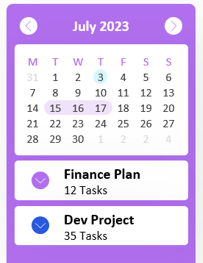 July 2023
M T W T F S S
31 1 2 3 4 5 6
7 8 9 10 11 12 13
14 15 16 17 18 19 20
21 22 23 24 25 26 27
28 29 30 1 2 2 4
Finance Plan
12 Tasks
Dev Project
35 Tasks